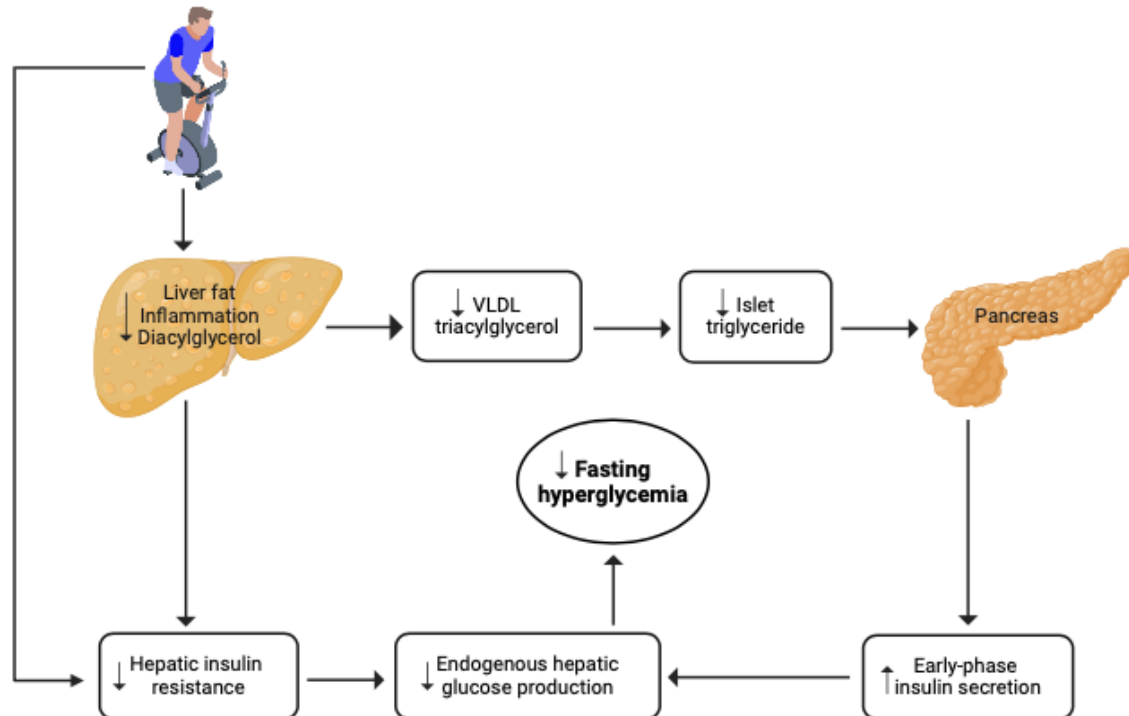 ↓ Liver fat
Inflammation
Diacylglycerol
↓ VLDL
triacylglycerol
↓ Islet
triglyceride
Pancreas
↓ Fasting
hyperglycemia
↓ Hepatic insulin
resistance
↓ Endogenous hepatic
glucose production
↑ Early-phase
insulin secretion